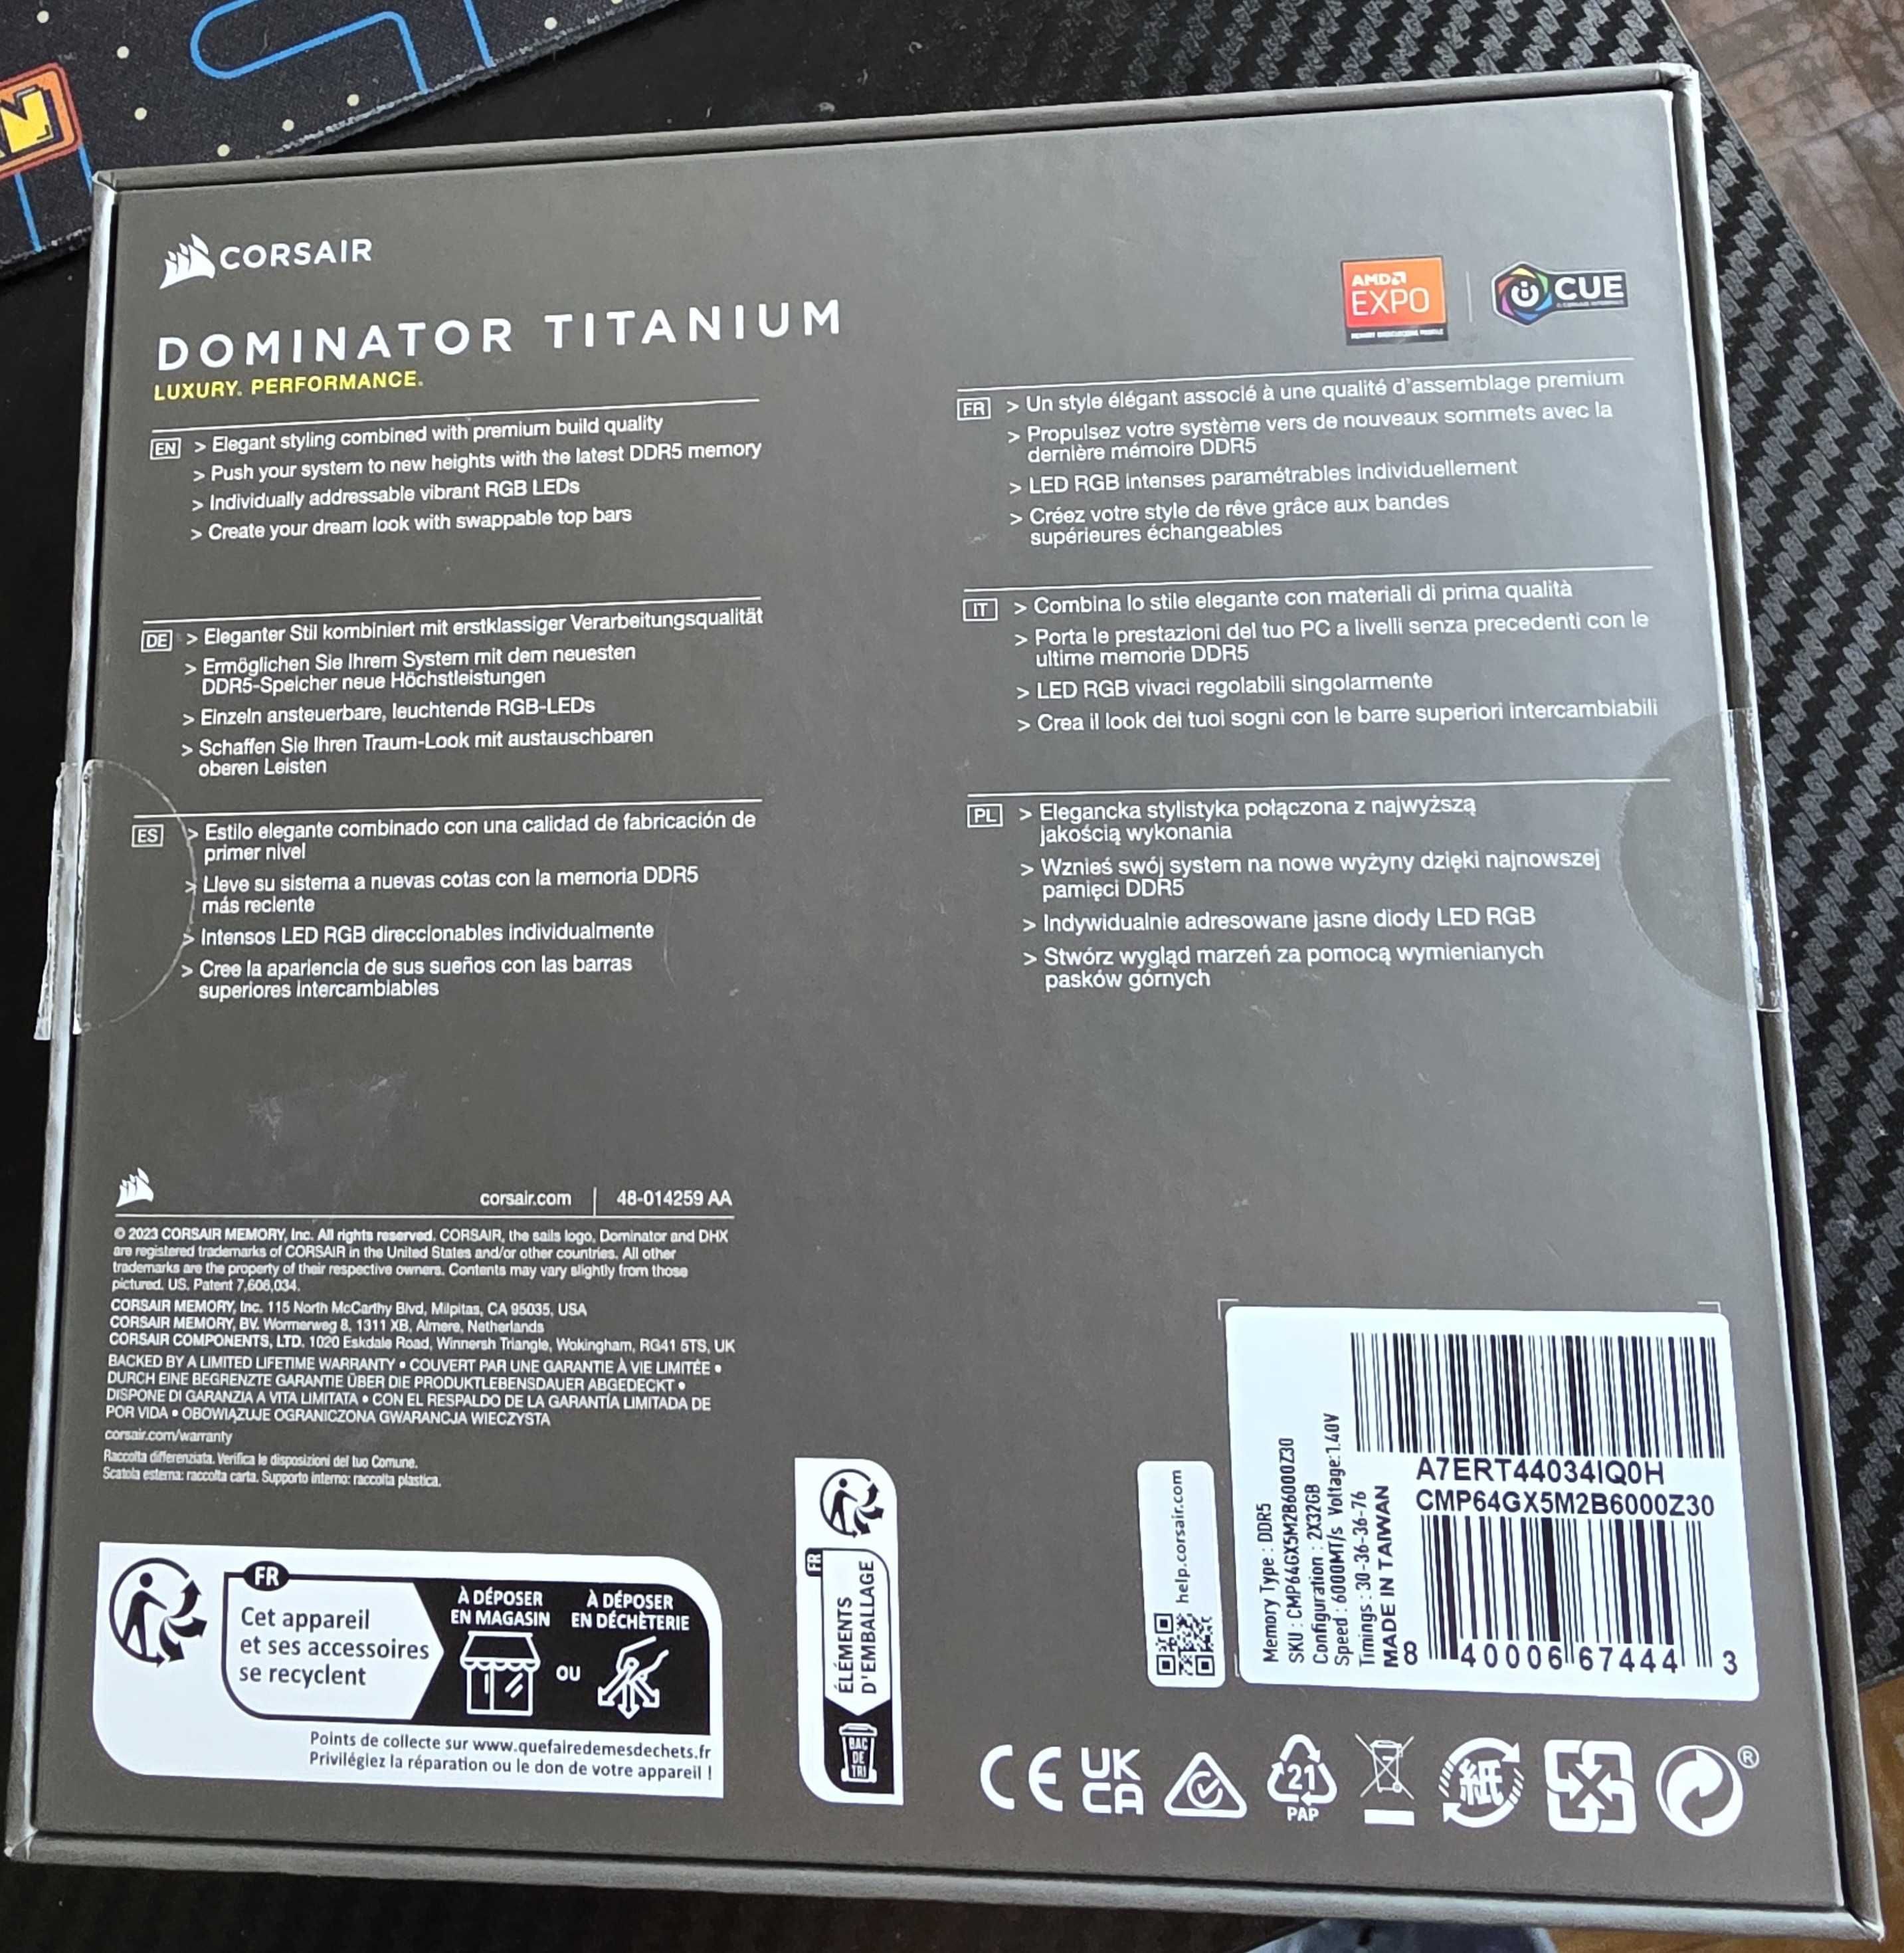 N
CORSAIR
DOMINATOR TITANIUM
LUXURY. PERFORMANCE.
AMD
EXPO
CUE
EN
> Elegant styling combined with premium build quality
> Push your system to new heights with the latest DDR5 memory
> Individually addressable vibrant RGB LEDs
> Create your dream look with swappable top bars
FR
> Un style élégant associé à une qualité d'assemblage premium
> Propulsez votre système vers de nouveaux sommets avec la
dernière mémoire DDR5
> LED RGB intenses paramétrables individuellement
> Créez votre style de rêve grâce aux bandes
supérieures échangeables
DE
> Eleganter Stil kombiniert mit erstklassiger Verarbeitungsqualität
> Ermöglichen Sie Ihrem System mit dem neuesten
DDR5-Speicher neue Höchstleistungen
> Einzeln ansteuerbare, leuchtende RGB-LEDs
> Schaffen Sie Ihren Traum-Look mit austauschbaren
oberen Leisten
IT
> Combina lo stile elegante con materiali di prima qualità
> Porta le prestazioni del tuo PC a livelli senza precedenti con le
ultime memorie DDR5
> LED RGB vivaci regolabili singolarmente
> Crea il look dei tuoi sogni con le barre superiori intercambiabili
ES
> Estilo elegante combinado con una calidad de fabricación de
primer nivel
> Lleve su sistema a nuevas cotas con la memoria DDR5
más reciente
> Intensos LED RGB direccionables individualmente
> Cree la apariencia de sus sueños con las barras
superiores intercambiables
PL
> Elegancka stylistyka połączona z najwyższą
jakością wykonania
> Wznieś swój system na nowe wyżyny dzięki najnowszej
pamięci DDR5
> Indywidualnie adresowane jasne diody LED RGB
> Stwórz wygląd marzeń za pomocą wymienianych
pasków górnych
corsair.com | 48-014259 AA
© 2023 CORSAIR MEMORY, Inc. All rights reserved. CORSAIR, the sails logo, Dominator and DHX
are registered trademarks of CORSAIR in the United States and/or other countries. All other
trademarks are the property of their respective owners. Contents may vary slightly from those
pictured. US. Patent 7,606,034.
CORSAIR MEMORY, Inc. 115 North McCarthy Blvd, Milpitas, CA 95035, USA
CORSAIR MEMORY, BV. Wormerweg 8, 1311 XB, Almere, Netherlands
CORSAIR COMPONENTS, LTD. 1020 Eskdale Road, Winnersh Triangle, Wokingham, RG41 5TS, UK
BACKED BY A LIMITED LIFETIME WARRANTY • COUVERT PAR UNE GARANTIE À VIE LIMITÉE •
DURCH EINE BEGRENZTE GARANTIE ÜBER DIE PRODUKTLEBENSDAUER ABGEDECKT •
DISPONE DI GARANZIA A VITA LIMITATA • CON EL RESPALDO DE LA GARANTÍA LIMITADA DE
POR VIDA • OBOWIĄZUJE OGRANICZONA GWARANCJA WIECZYSTA
corsair.com/warranty
Raccolta differenziata. Verifica le disposizioni del tuo Comune.
Scatola esterna: raccolta carta. Supporto interno: raccolta plastica.
FR
Cet appareil
et ses accessoires
se recyclent
À DÉPOSER
EN MAGASIN
OU
À DÉPOSER
EN DÉCHÈTERIE
Points de collecte sur www.quefairedemesdechets.fr
Privilégiez la réparation ou le don de votre appareil !
FR
ÉLÉMENTS
D'EMBALLAGE
BAC
DE
TRI
help.corsair.com
Memory Type : DDR5
SKU : CMP64GX5M2B6000Z30
Configuration : 2X32GB
Speed : 6000MT/s Voltage:1.40V
Timings : 30-36-36-76
MADE IN TAIWAN
A7ERT44034IQ0H
CMP64GX5M2B6000Z30
8 40006 67444 3
CE
UK
CA
21
PAP
紙
®